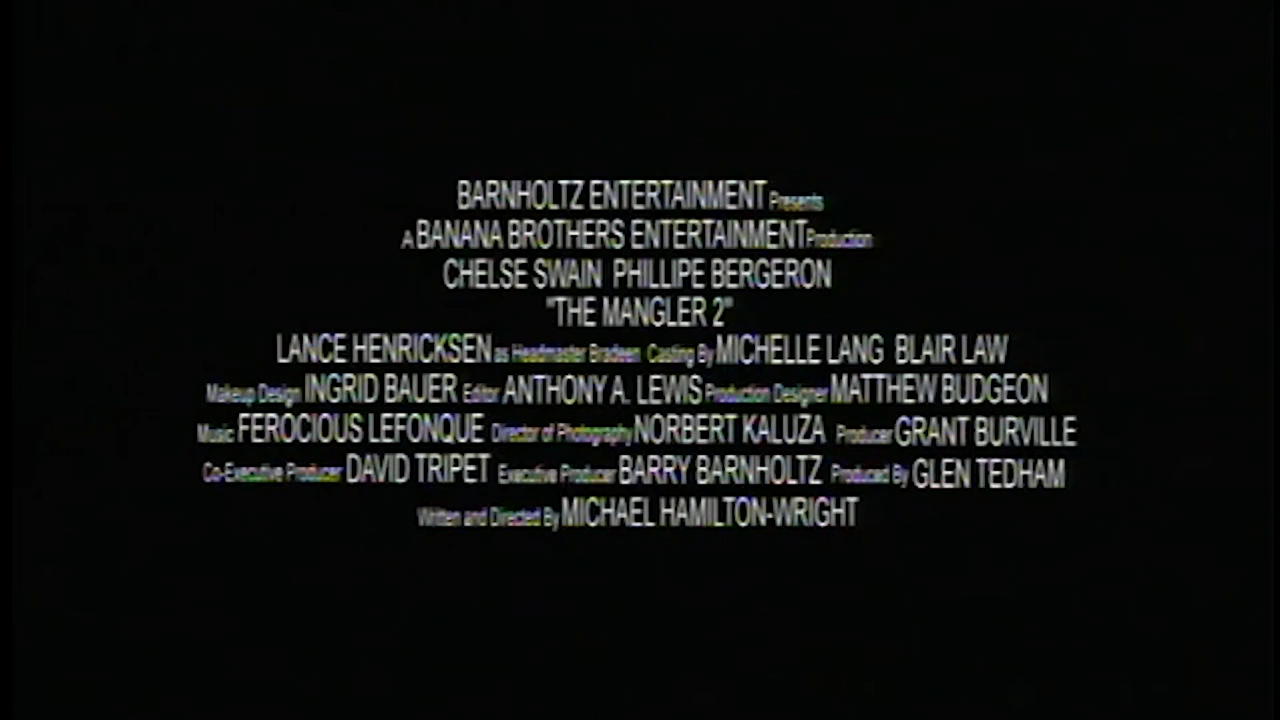 BARNHOLTZ ENTERTAINMENT Presents
A BANANA BROTHERS ENTERTAINMENT Production
CHELSE SWAIN PHILLIPE BERGERON
"THE MANGLER 2"
LANCE HENRICKSEN as Headmaster Bradeen Casting By MICHELLE LANG BLAIR LAW
Makeup Design INGRID BAUER Editor ANTHONY A. LEWIS Production Designer MATTHEW BUDGEON
Music FEROCIOUS LEFONQUE Director of Photography NORBERT KALUZA Producer GRANT BURVILLE
Co-Executive Producer DAVID TRIPET Executive Producer BARRY BARNHOLTZ Produced By GLEN TEDHAM
Written and Directed By MICHAEL HAMILTON-WRIGHT